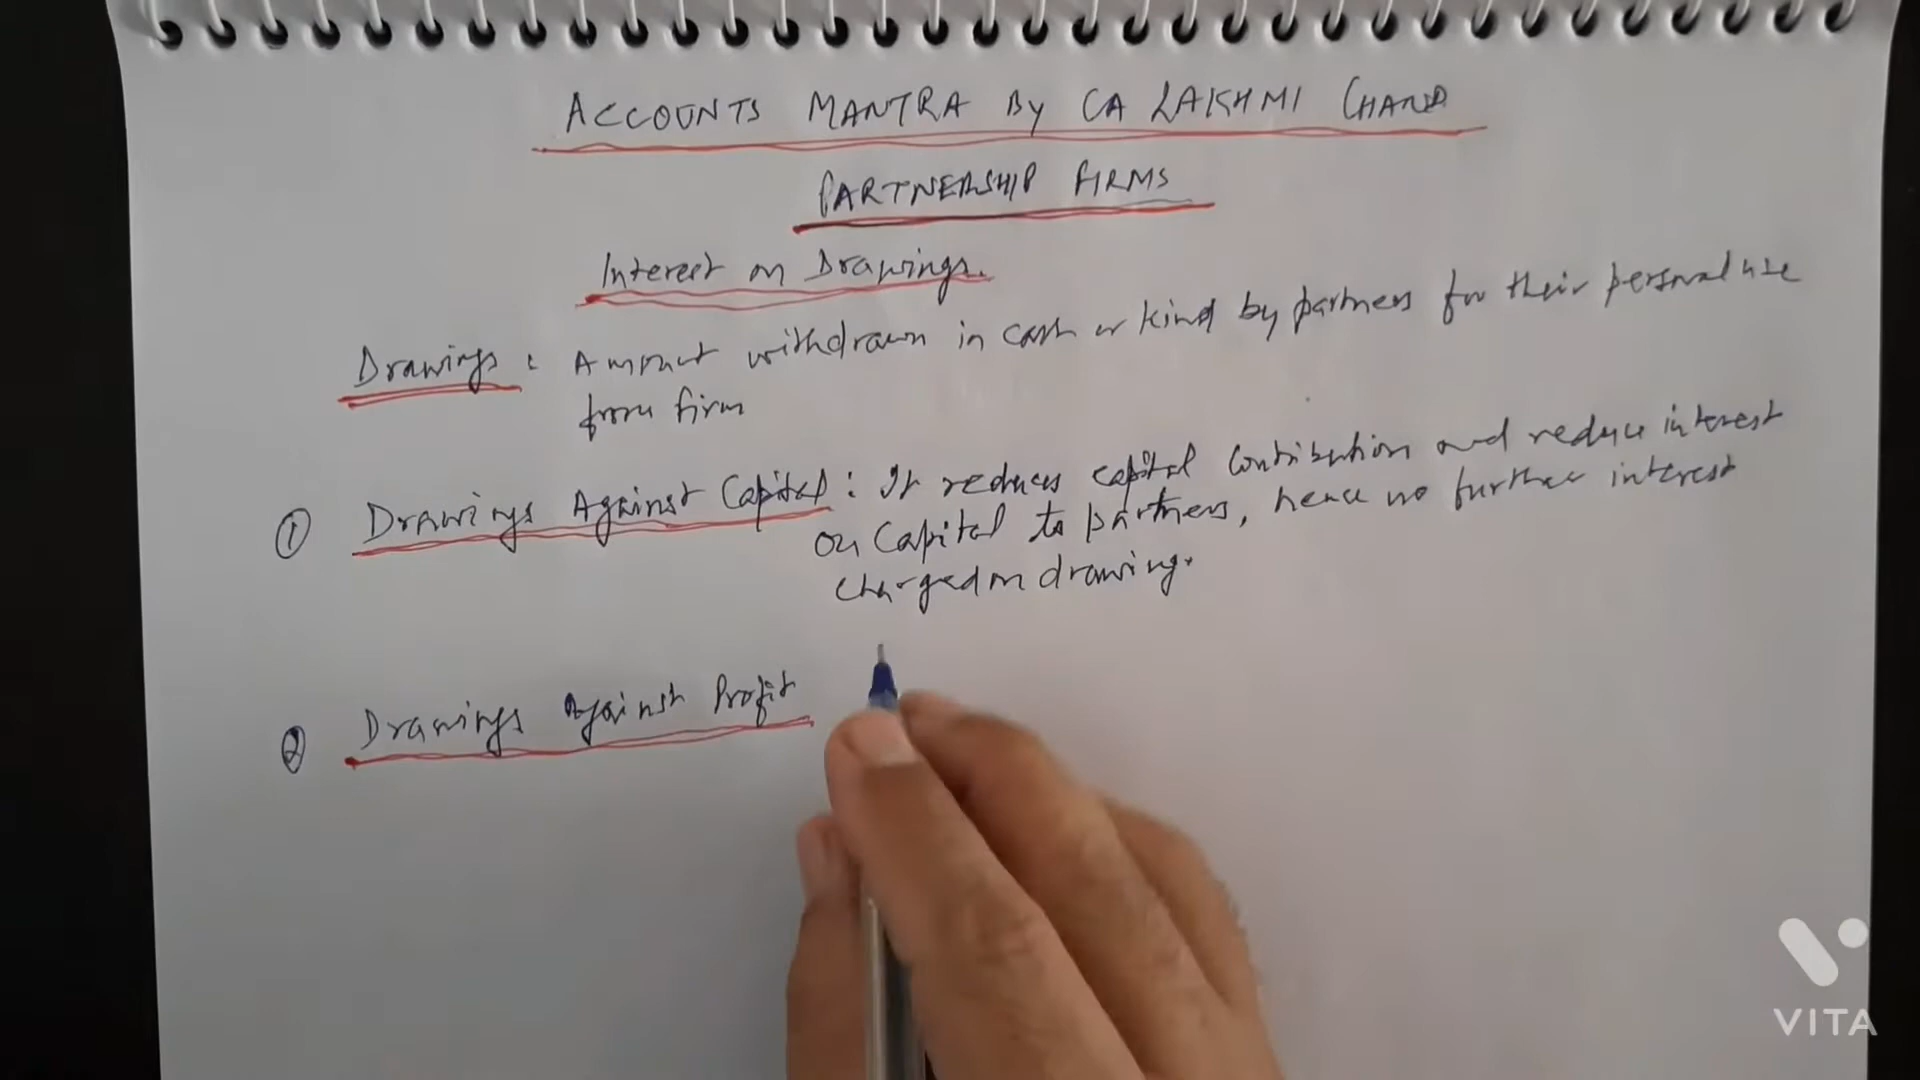 ACCOUNTS MANTRA By CA LAKHMI CHAND
PARTNERSHIP FIRMS
Interest on Drawings.
Drawings : Amount withdrawn in cash or kind by partners for their personal use
from firm
① Drawings Against Capital : It reduces capital contribution and reduce interest
on Capital to partners, hence no further interest
charged on drawing.
② Drawings Against Profit
VITA